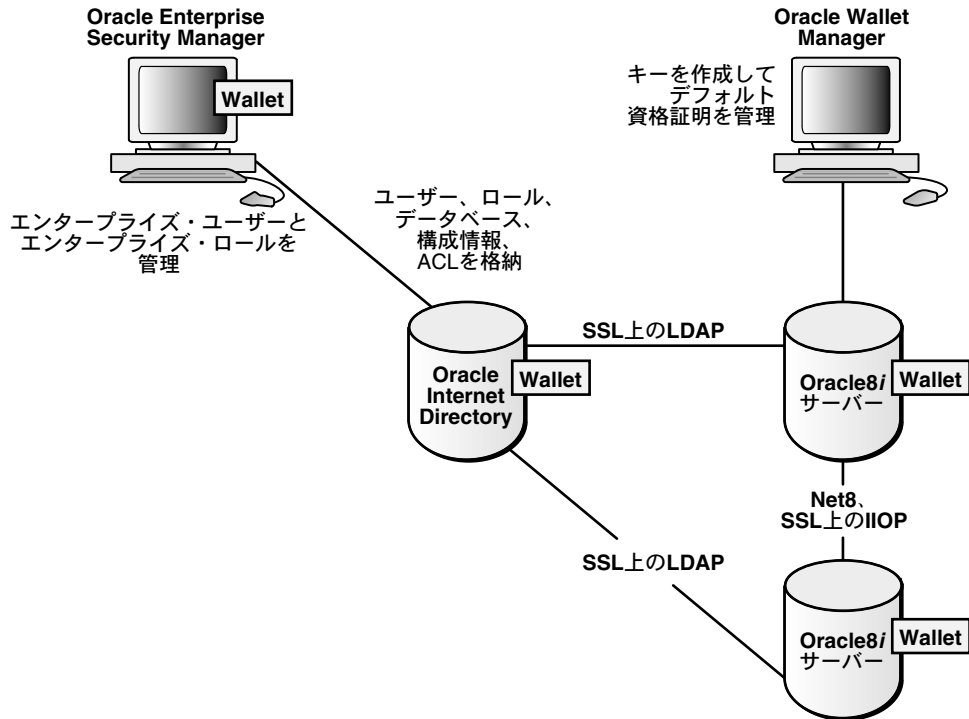 Oracle Enterprise
Security Manager
Wallet
エンタープライズ・ユーザーと
エンタープライズ・ロールを
管理
Oracle Wallet
Manager
キーを作成して
デフォルト
資格証明を管理
ユーザー、ロール、
データベース、
構成情報、
ACLを格納
SSL上のLDAP
Oracle
Internet
Directory
Wallet
Oracle8i
サーバー
Wallet
Net8、
SSL上のIIOP
SSL上のLDAP
Oracle8i
サーバー
Wallet